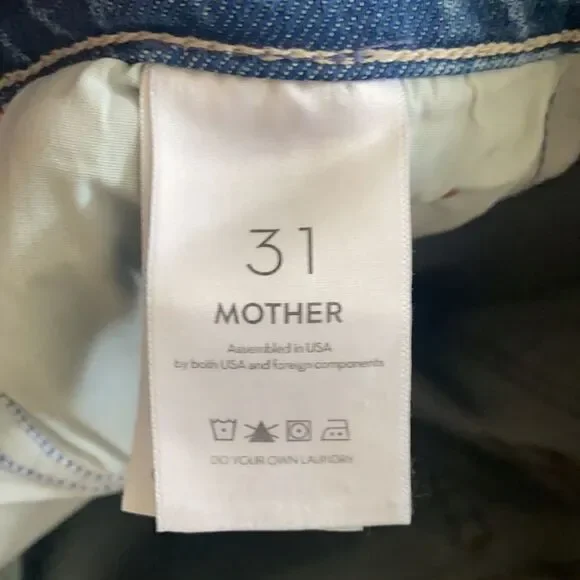 31
MOTHER
Assembled in USA
by both USA and foreign components
DO YOUR OWN LAUNDRY